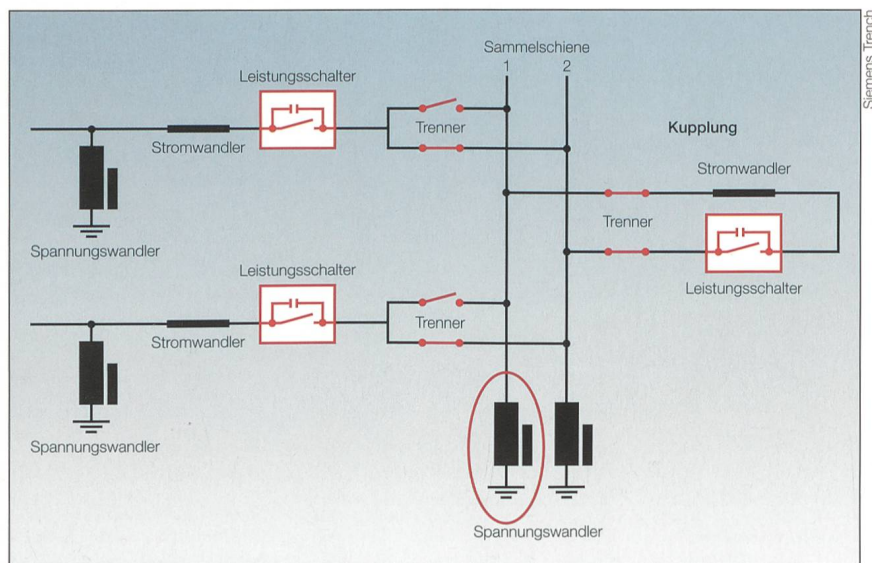 Siemens Trench
Sammelschiene
1 2
Leistungsschalter
Trenner
Kupplung
Stromwandler
Stromwandler
Spannungswandler
Trenner
Leistungsschalter
Leistungsschalter
Trenner
Stromwandler
Spannungswandler
Spannungswandler